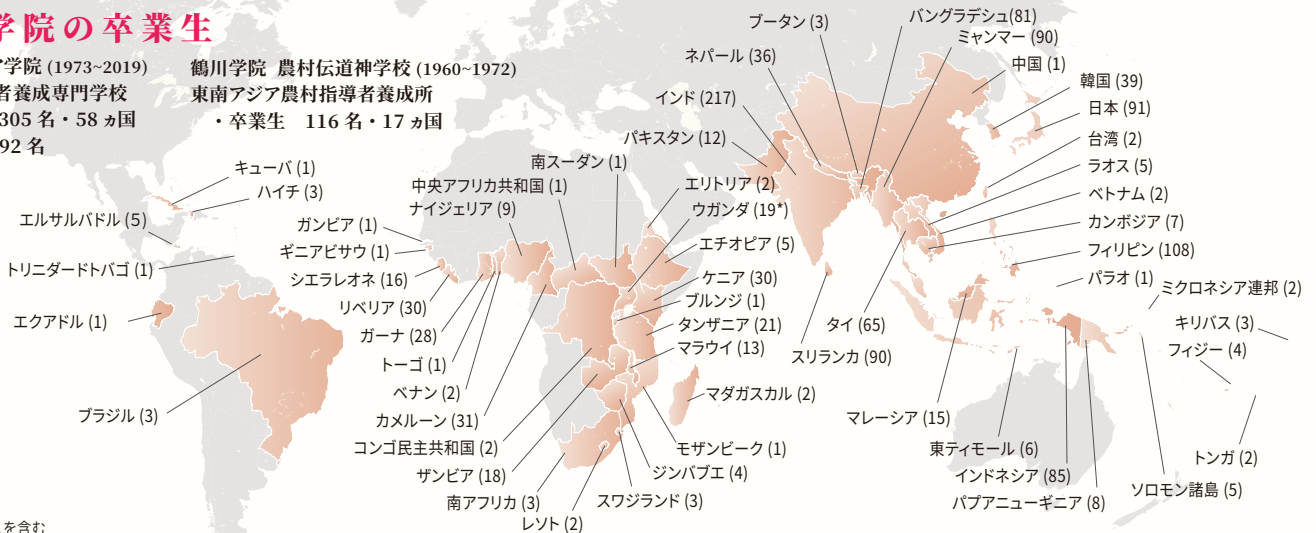 学院の卒業生
ア学院 (1973~2019)
者養成専門学校
305 名・58 ヵ国
92 名
鶴川学院 農村伝道神学校 (1960~1972)
東南アジア農村指導者養成所
・卒業生 116 名・17 ヵ国
キューバ (1)
ハイチ (3)
エルサルバドル (5)
トリニダードトバゴ (1)
エクアドル (1)
ブラジル (3)
南スーダン (1)
中央アフリカ共和国 (1)
ナイジェリア (9)
ガンビア (1)
ギニアビサウ (1)
シエラレオネ (16)
リベリア (30)
ガーナ (28)
トーゴ (1)
ベナン (2)
カメルーン (31)
コンゴ民主共和国 (2)
ザンビア (18)
南アフリカ (3)
レソト (2)
エリトリア (2)
ウガンダ (19*)
エチオピア (5)
ケニア (30)
ブルンジ (1)
タンザニア (21)
マラウイ (13)
マダガスカル (2)
モザンビーク (1)
ジンバブエ (4)
スワジランド (3)
ブータン (3)
バングラデシュ(81)
ミャンマー (90)
ネパール (36)
中国 (1)
インド (217)
韓国 (39)
日本 (91)
パキスタン (12)
台湾 (2)
ラオス (5)
ベトナム (2)
カンボジア (7)
フィリピン (108)
パラオ (1)
ミクロネシア連邦 (2)
キリバス (3)
フィジー (4)
タイ (65)
スリランカ (90)
マレーシア (15)
東ティモール (6)
インドネシア (85)
パプアニューギニア (8)
トンガ (2)
ソロモン諸島 (5)
を含む